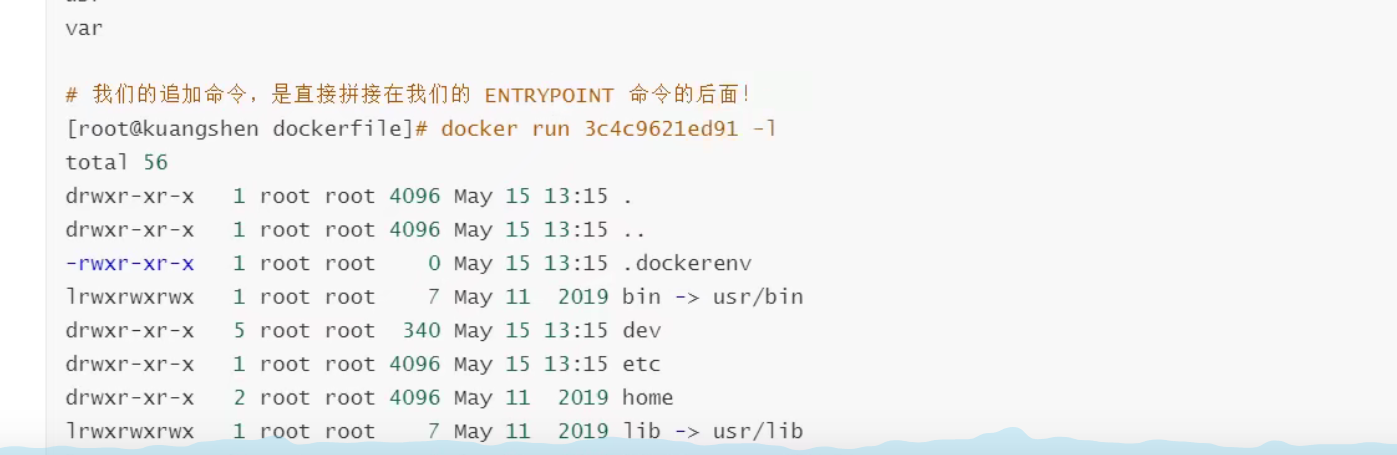 var
# 我们的追加命令，是直接拼接在我们的 ENTRYPOINT 命令的后面！
[root@kuangshen dockerfile]# docker run 3c4c9621ed91 -l
total 56
drwxr-xr-x   1 root root 4096 May 15 13:15 .
drwxr-xr-x   1 root root 4096 May 15 13:15 ..
-rwxr-xr-x   1 root root    0 May 15 13:15 .dockerenv
lrwxrwxrwx   1 root root    7 May 11  2019 bin -> usr/bin
drwxr-xr-x   5 root root  340 May 15 13:15 dev
drwxr-xr-x   1 root root 4096 May 15 13:15 etc
drwxr-xr-x   2 root root 4096 May 11  2019 home
lrwxrwxrwx   1 root root    7 May 11  2019 lib -> usr/lib